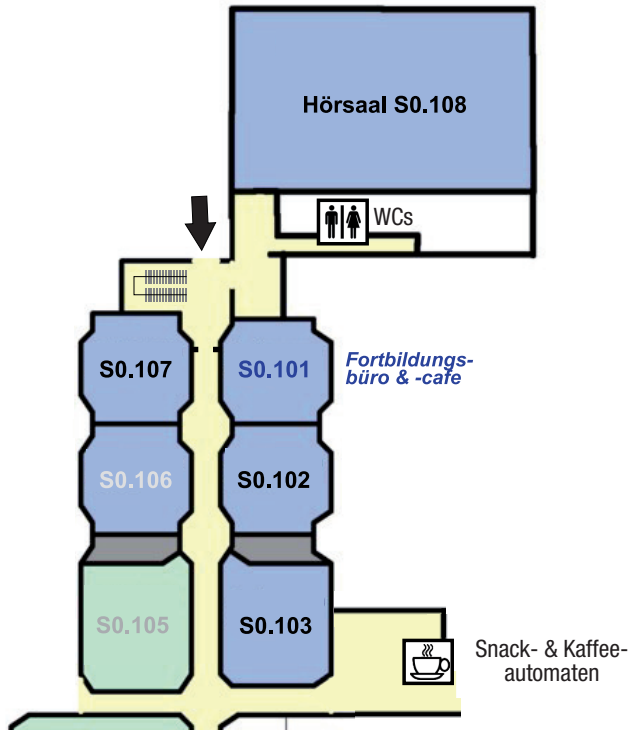 Hörsaal S0.108
WCs
S0.107
S0.101
Fortbildungs-
büro & -cafe
S0.106
S0.102
S0.105
S0.103
Snack- & Kaffee-
automaten